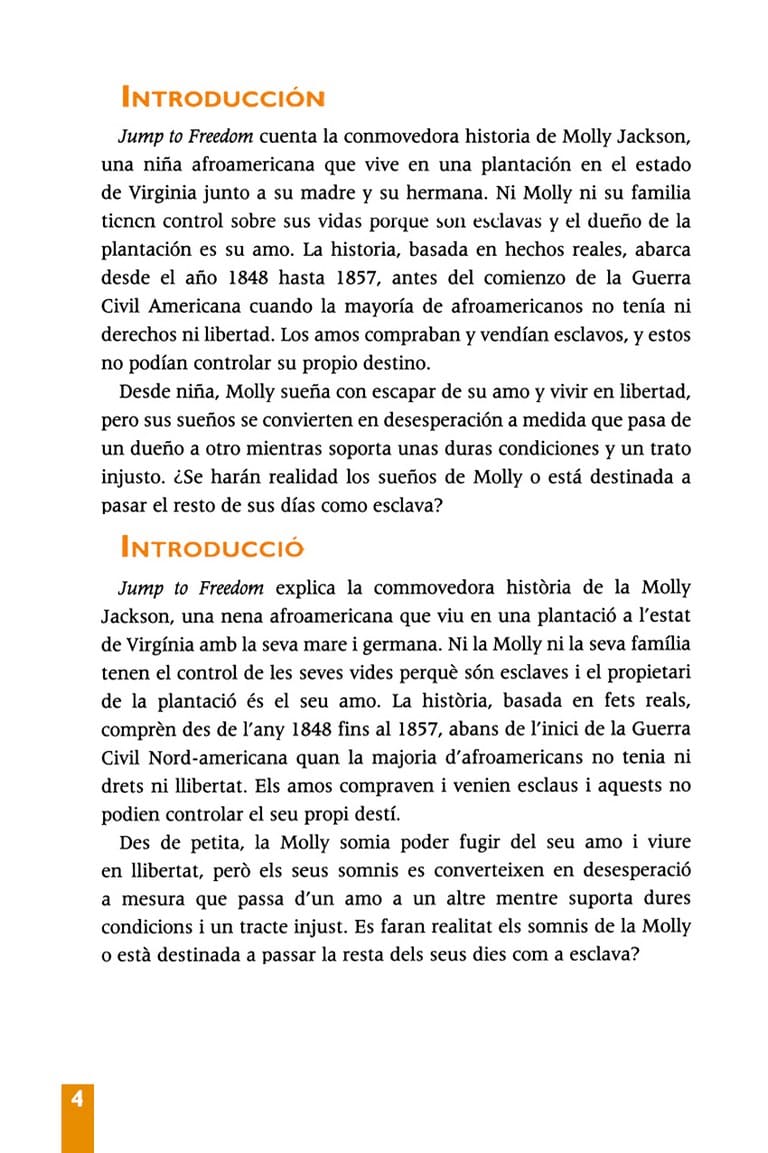 INTRODUCCIÓN
Jump to Freedom cuenta la conmovedora historia de Molly Jackson,
una niña afroamericana que vive en una plantación en el estado
de Virginia junto a su madre y su hermana. Ni Molly ni su familia
tienen control sobre sus vidas porque son esclavas y el dueño de la
plantación es su amo. La historia, basada en hechos reales, abarca
desde el año 1848 hasta 1857, antes del comienzo de la Guerra
Civil Americana cuando la mayoría de afroamericanos no tenía ni
derechos ni libertad. Los amos compraban y vendían esclavos, y estos
no podían controlar su propio destino.
Desde niña, Molly sueña con escapar de su amo y vivir en libertad,
pero sus sueños se convierten en desesperación a medida que pasa de
un dueño a otro mientras soporta unas duras condiciones y un trato
injusto. ¿Se harán realidad los sueños de Molly o está destinada a
pasar el resto de sus días como esclava?
INTRODUCCIÓ
Jump to Freedom explica la commovedora història de la Molly
Jackson, una nena afroamericana que viu en una plantació a l'estat
de Virgínia amb la seva mare i germana. Ni la Molly ni la seva família
tenen el control de les seves vides perquè són esclaves i el propietari
de la plantació és el seu amo. La història, basada en fets reals,
comprèn des de l'any 1848 fins al 1857, abans de l'inici de la Guerra
Civil Nord-americana quan la majoria d'afroamericans no tenia ni
drets ni llibertat. Els amos compraven i venien esclaus i aquests no
podien controlar el seu propi destí.
Des de petita, la Molly somia poder fugir del seu amo i viure
en llibertat, però els seus somnis es converteixen en desesperació
a mesura que passa d'un amo a un altre mentre suporta dures
condicions i un tracte injust. Es faran realitat els somnis de la Molly
o està destinada a passar la resta dels seus dies com a esclava?
4